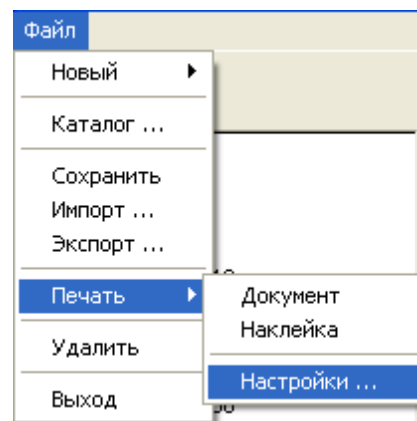 Файл
Новый
Каталог ...
Сохранить
Импорт ...
Экспорт ...
Печать
Документ
Наклейка
Удалить
Настройки ...
Выход